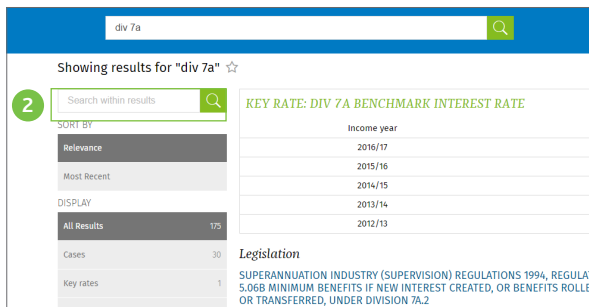 div 7a
Showing results for "div 7a"
2
Search within results
SORT BY
Relevance
Most Recent
DISPLAY
All Results 175
Cases 30
Key rates 1
KEY RATE: DIV 7A BENCHMARK INTEREST RATE
Income year
2016/17
2015/16
2014/15
2013/14
2012/13
Legislation
SUPERANNUATION INDUSTRY (SUPERVISION) REGULATIONS 1994, REGULAT
5.06B MINIMUM BENEFITS IF NEW INTEREST CREATED, OR BENEFITS ROLLE
OR TRANSFERRED, UNDER DIVISION 7A.2